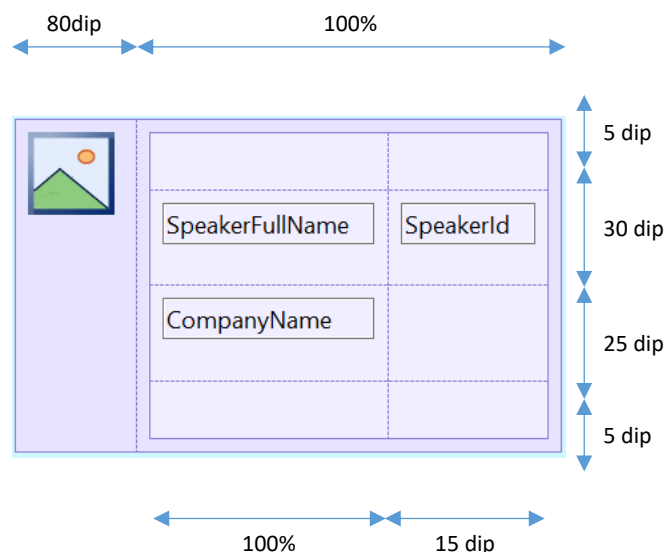 80dip
100%
5 dip
SpeakerFullName
SpeakerId
30 dip
CompanyName
25 dip
5 dip
100%
15 dip